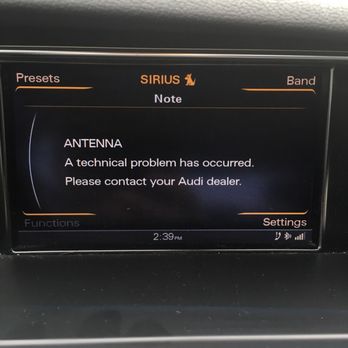 Presets
SIRIUS
Band
Note
ANTENNA
A technical problem has occurred.
Please contact your Audi dealer.
Functions
Settings
2:39PM